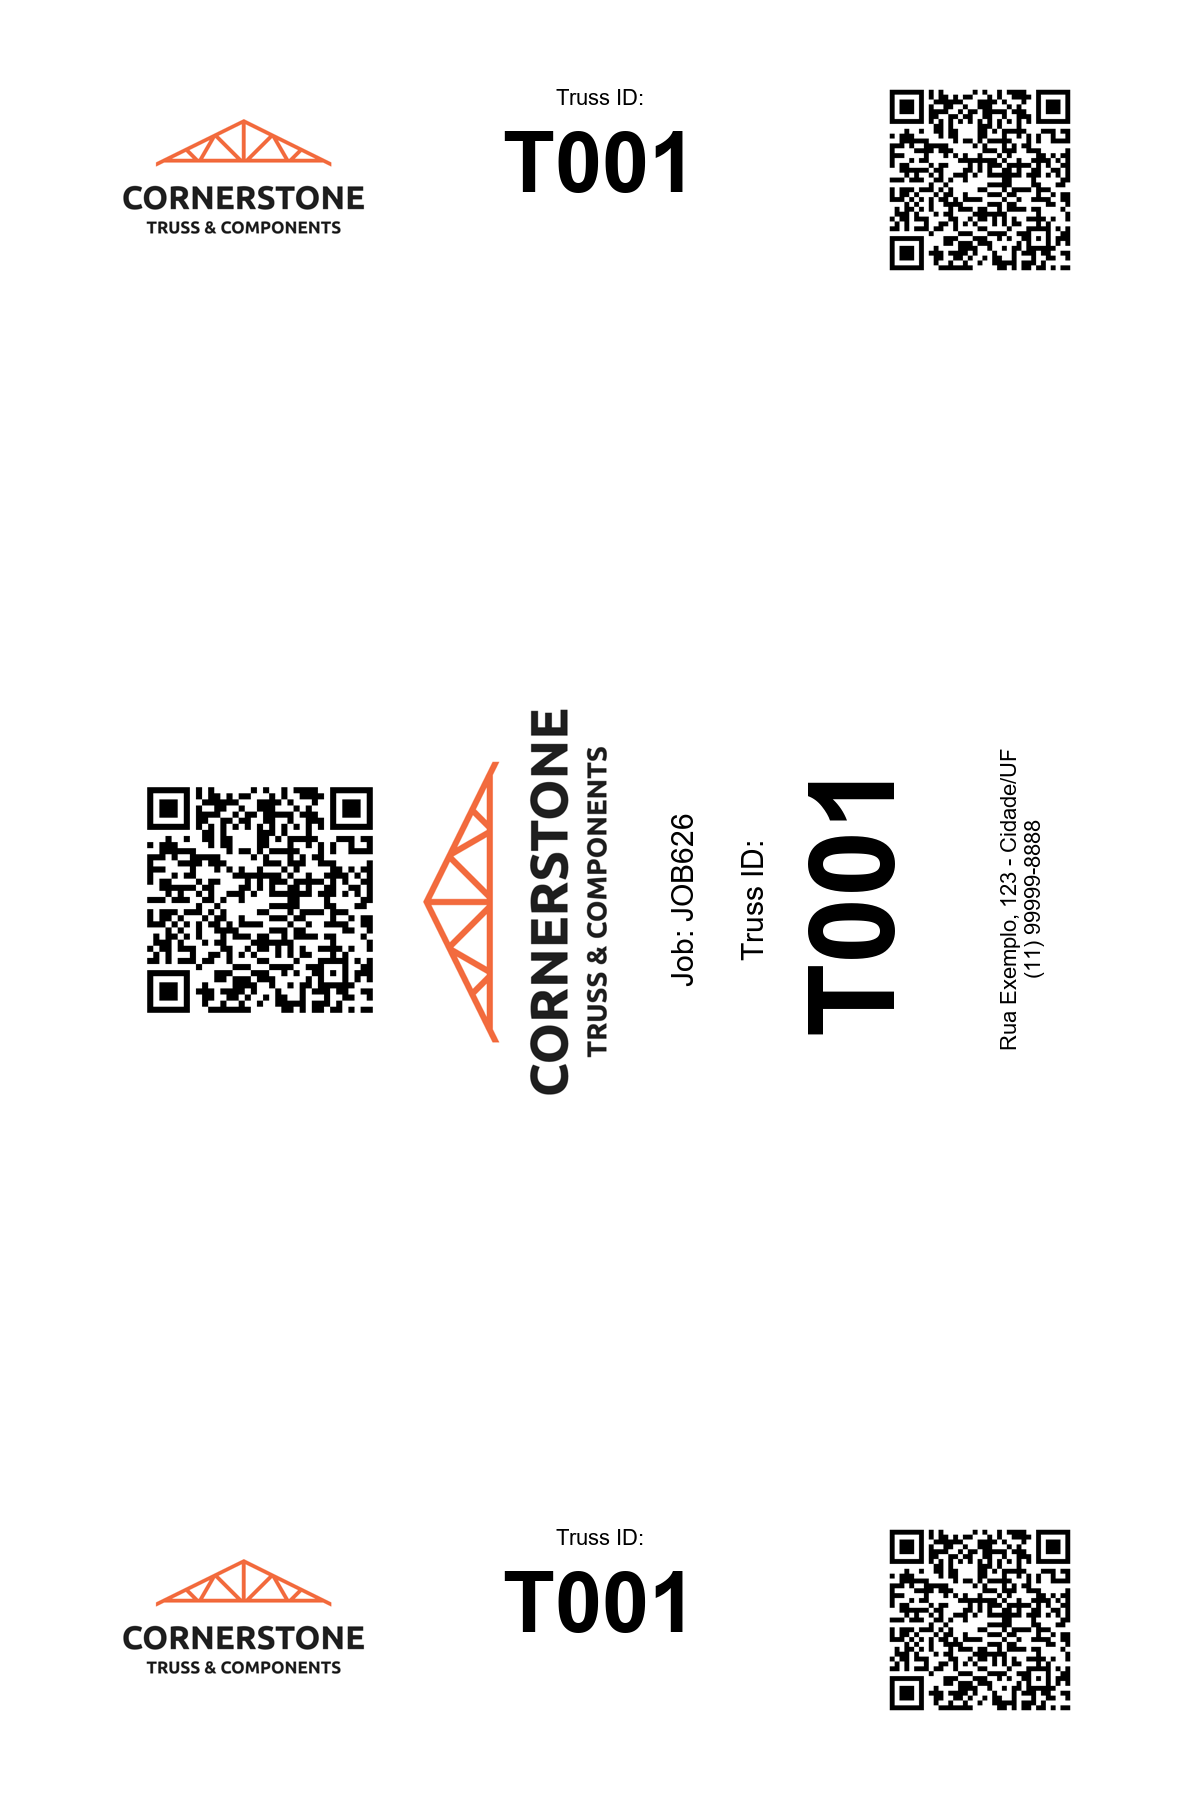 Truss ID:
T001
CORNERSTONE
TRUSS & COMPONENTS
CORNERSTONE
TRUSS & COMPONENTS
Job: JOB626
Truss ID:
T001
Rua Exemplo, 123 - Cidade/UF
(11) 99999-8888
Truss ID:
T001
CORNERSTONE
TRUSS & COMPONENTS